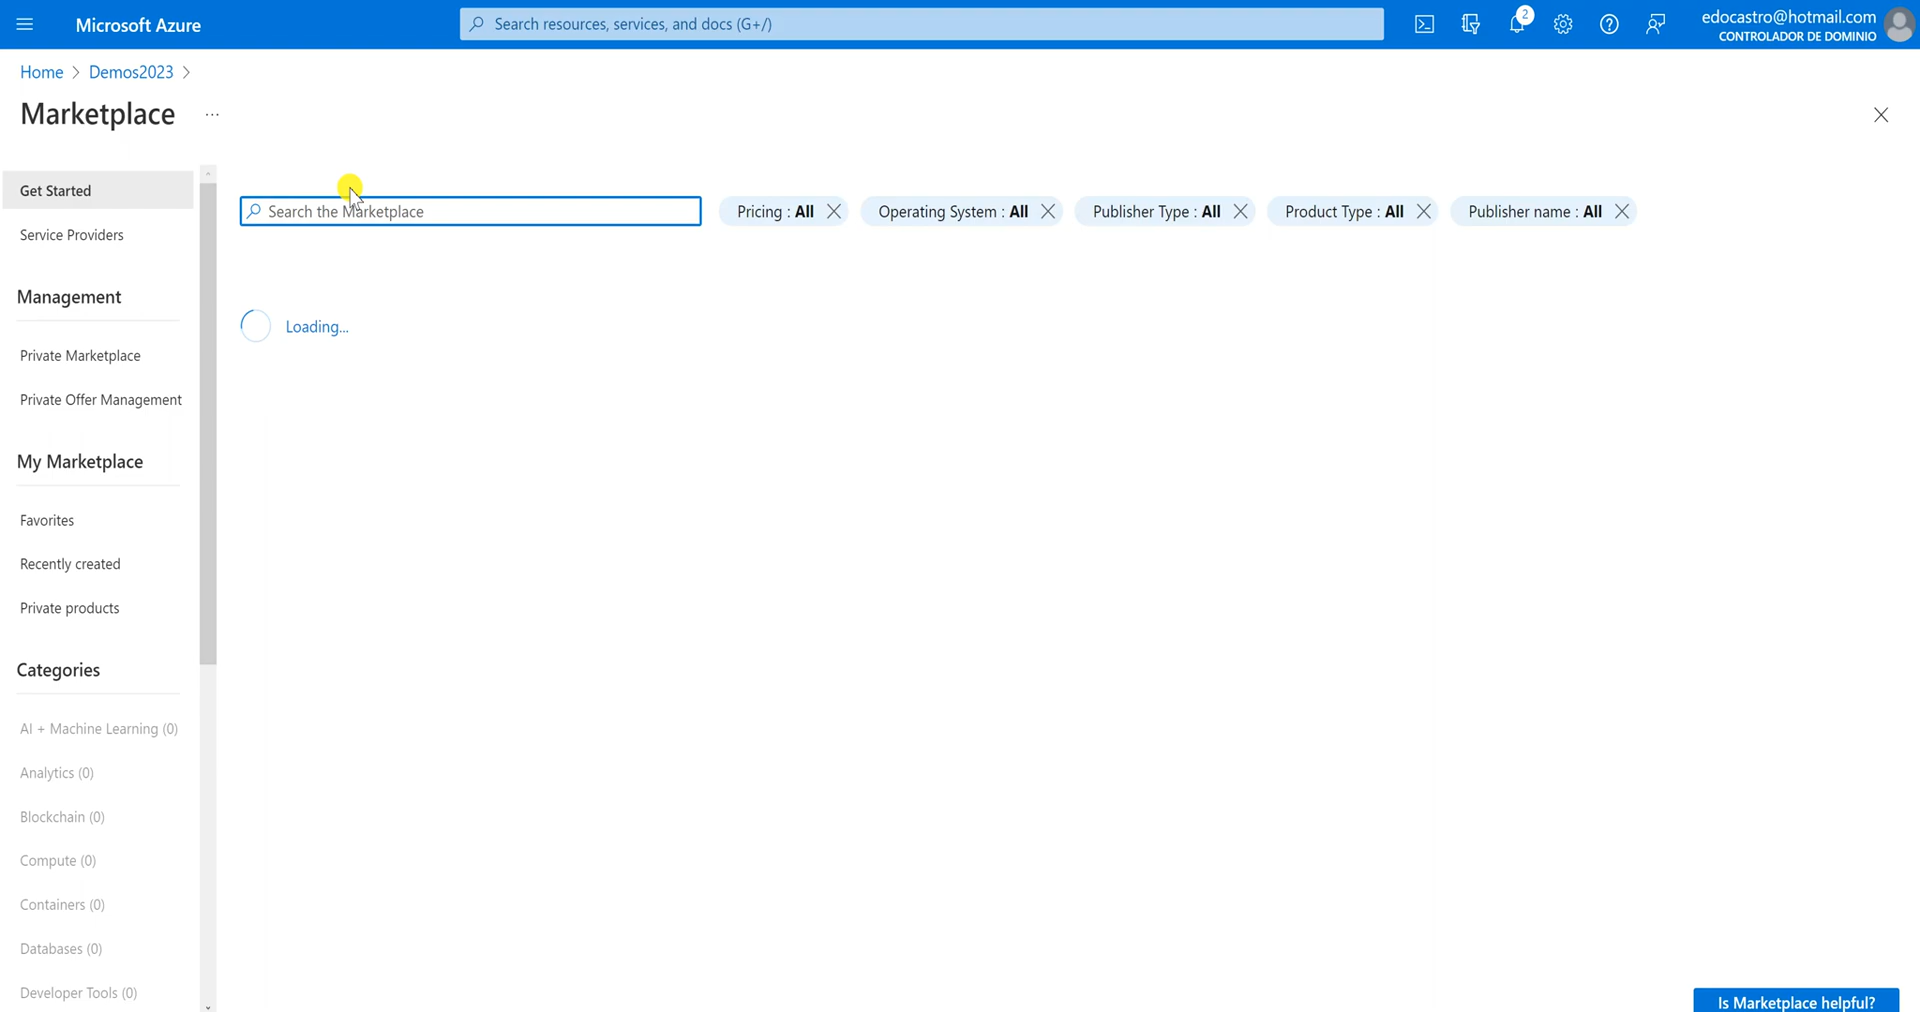 Microsoft Azure
Search resources, services, and docs (G+/)
2
edocastro@hotmail.com
CONTROLADOR DE DOMINIO
Home > Demos2023 >
Marketplace ...
Get Started
Service Providers
Management
Private Marketplace
Private Offer Management
My Marketplace
Favorites
Recently created
Private products
Categories
AI + Machine Learning (0)
Analytics (0)
Blockchain (0)
Compute (0)
Containers (0)
Databases (0)
Developer Tools (0)
Search the Marketplace
Pricing : All
Operating System : All
Publisher Type : All
Product Type : All
Publisher name : All
Loading...
Is Marketplace helpful?